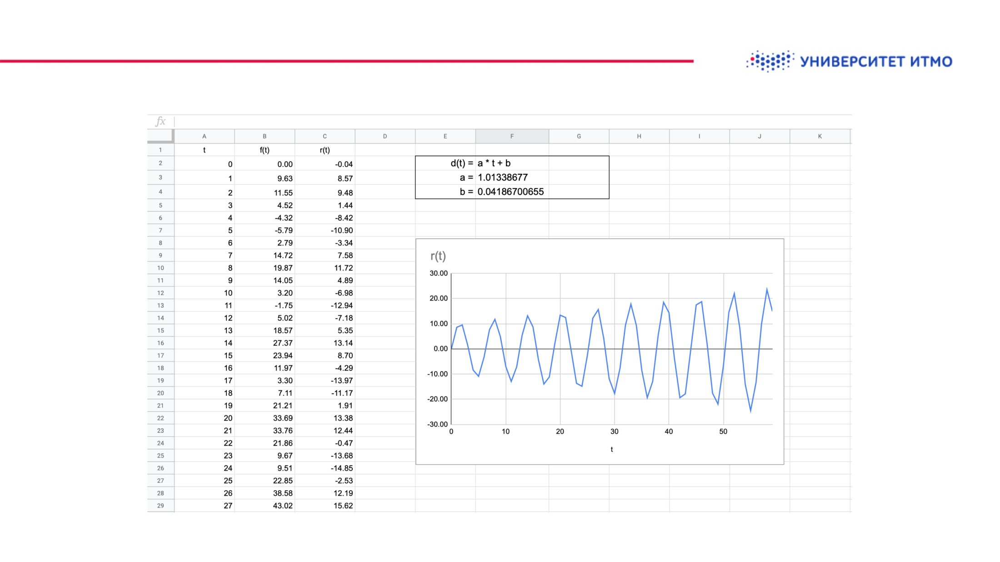 УНИВЕРСИТЕТ ИТМО
fx
A B C D E F G H I J K
1 t f(t) r(t)
2 0 0.00 -0.04 d(t) = a * t + b
3 1 9.63 8.57 a = 1.01338677
4 2 11.55 9.48 b = 0.04186700655
5 3 4.52 1.44
6 4 -4.32 -8.42
7 5 -5.79 -10.90
8 6 2.79 -3.34
9 7 14.72 7.58
10 8 19.87 11.72
11 9 14.05 4.89
12 10 3.20 -6.98
13 11 -1.75 -12.94
14 12 5.02 -7.18
15 13 18.57 5.35
16 14 27.37 13.14
17 15 23.94 8.70
18 16 11.97 -4.29
19 17 3.30 -13.97
20 18 7.11 -11.17
21 19 21.21 1.91
22 20 33.69 13.38
23 21 33.76 12.44
24 22 21.86 -0.47
25 23 9.67 -13.68
26 24 9.51 -14.85
27 25 22.85 -2.53
28 26 38.58 12.19
29 27 43.02 15.62
r(t)
30.00
20.00
10.00
0.00
-10.00
-20.00
-30.00
0 10 20 30 40 50
t